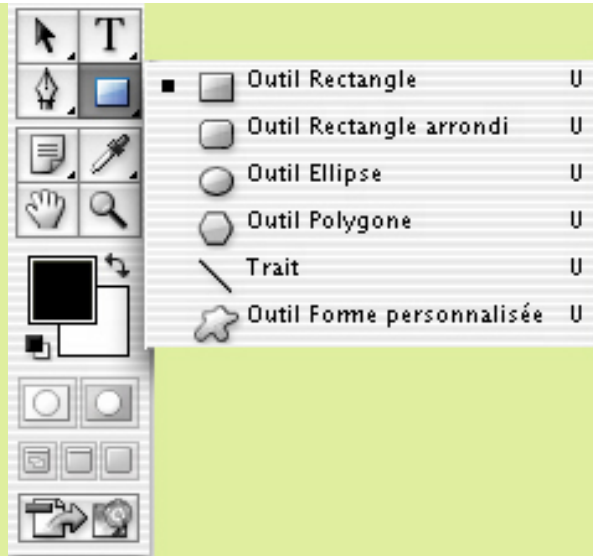 T
Outil Rectangle U
Outil Rectangle arrondi U
Outil Ellipse U
Outil Polygone U
Trait U
Outil Forme personnalisée U